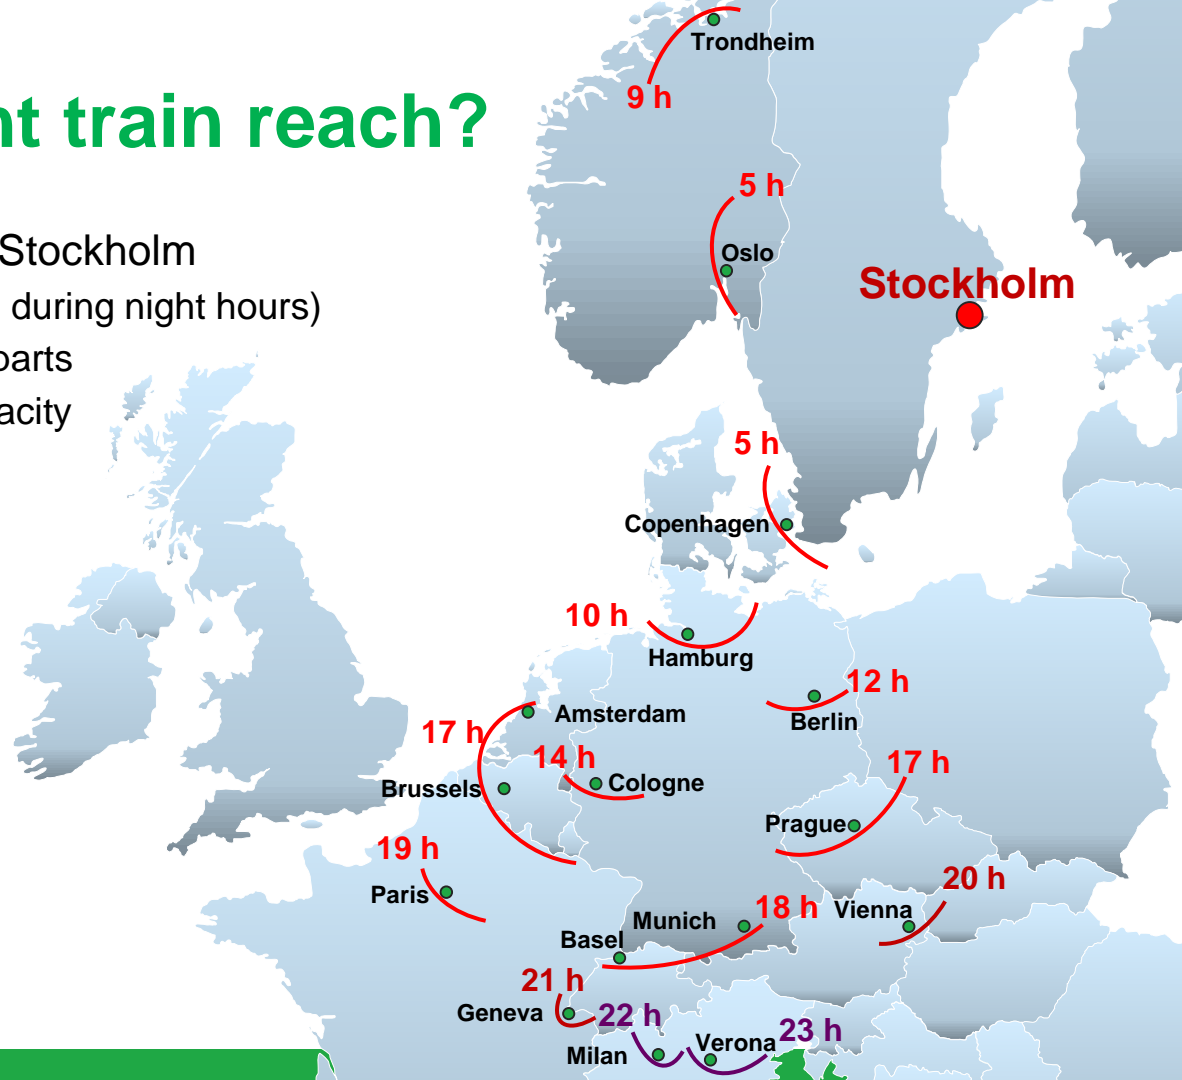 Trondheim
9 h
nt train reach?
5 h
Stockholm
Oslo
Stockholm
during night hours)
parts
acity
5 h
Copenhagen
10 h
Hamburg
12 h
Berlin
Amsterdam
17 h
14 h
17 h
Cologne
Brussels
Prague
19 h
20 h
Paris
18 h
Vienna
Munich
Basel
21 h
Geneva
22 h
23 h
Verona
Milan